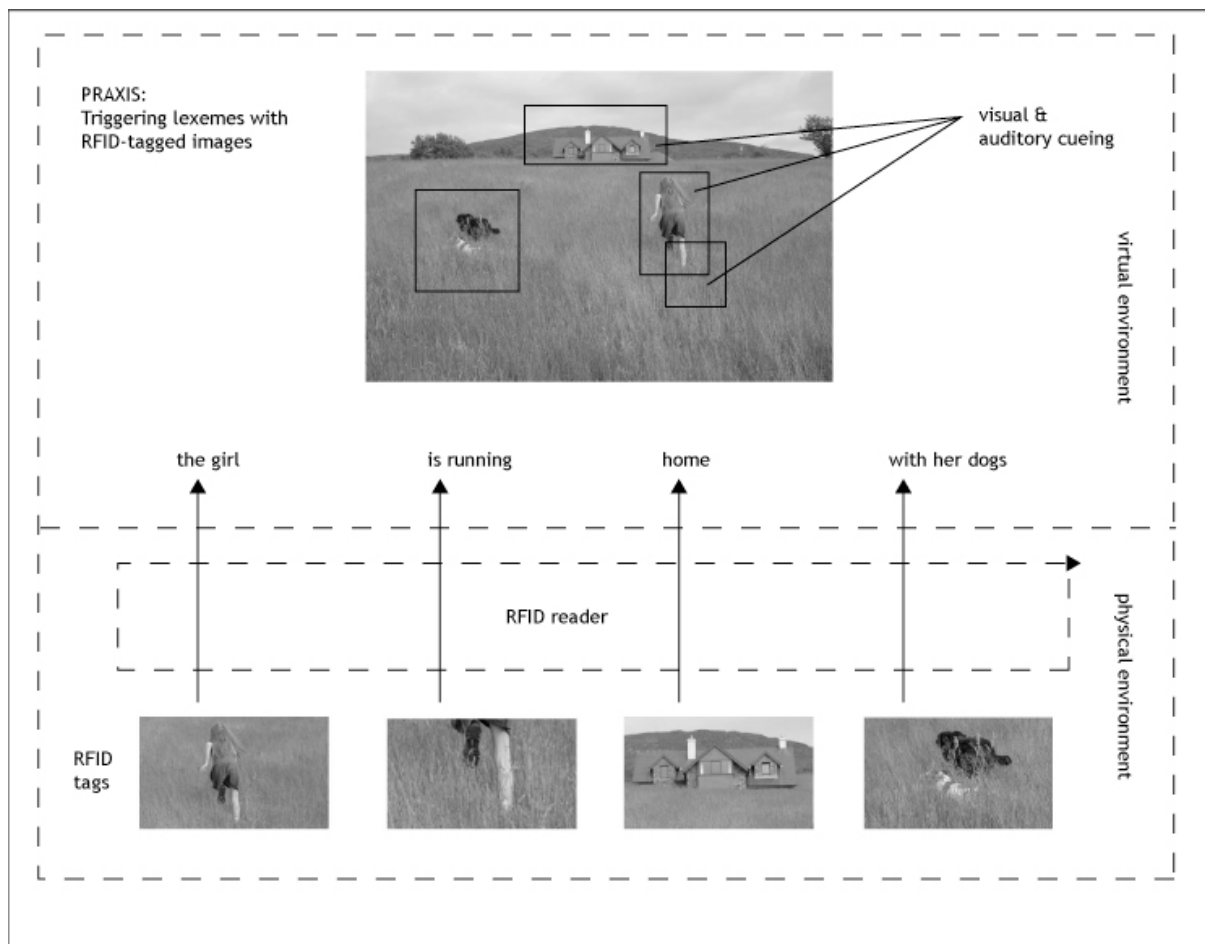 PRAXIS:
Triggering lexemes with
RFID-tagged images
visual &
auditory cueing
virtual environment
the girl
is running
home
with her dogs
RFID reader
physical environment
RFID
tags